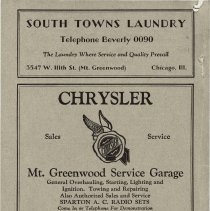 SOUTH TOWNS LAUNDRY
Telephone Beverly 0090
The Laundry Where Service and Quality Prevail
3547 W. 111th St. (Mt. Greenwood) Chicago, Ill.
CHRYSLER
Sales Service
Mt. Greenwood Service Garage
General Overhauling, Starting, Lighting and
Ignition. Towing and Repairing
Also Authorized Sales and Service
SPARTON A. C. RADIO SETS
Come In or Telephone For Demonstration